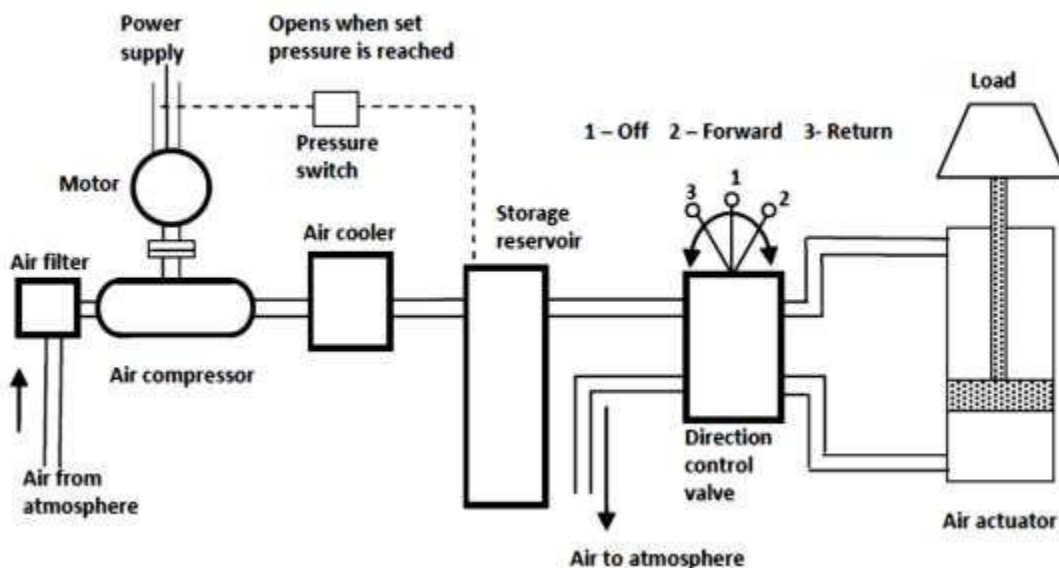 Power
supply
Opens when set
pressure is reached
Load
1 – Off 2 – Forward 3- Return
Pressure
switch
Motor
3
1
2
Storage
reservoir
Air cooler
Air filter
Air compressor
Direction
control
valve
Air from
atmosphere
Air actuator
Air to atmosphere